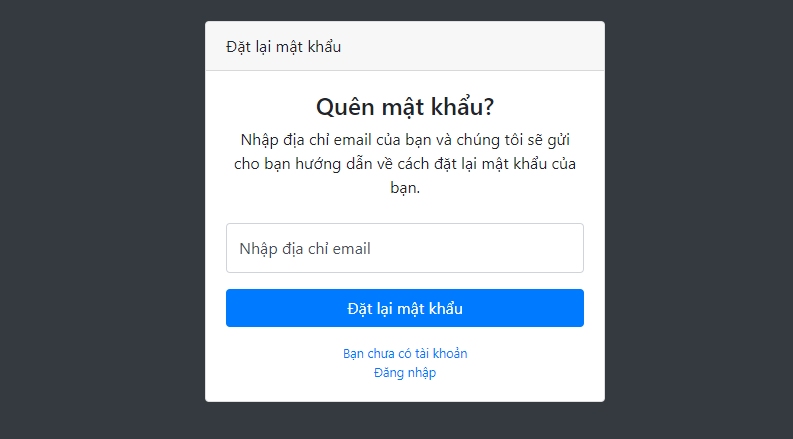 Đặt lại mật khẩu
Quên mật khẩu?
Nhập địa chỉ email của bạn và chúng tôi sẽ gửi
cho bạn hướng dẫn về cách đặt lại mật khẩu của
bạn.
Nhập địa chỉ email
Đặt lại mật khẩu
Bạn chưa có tài khoản
Đăng nhập